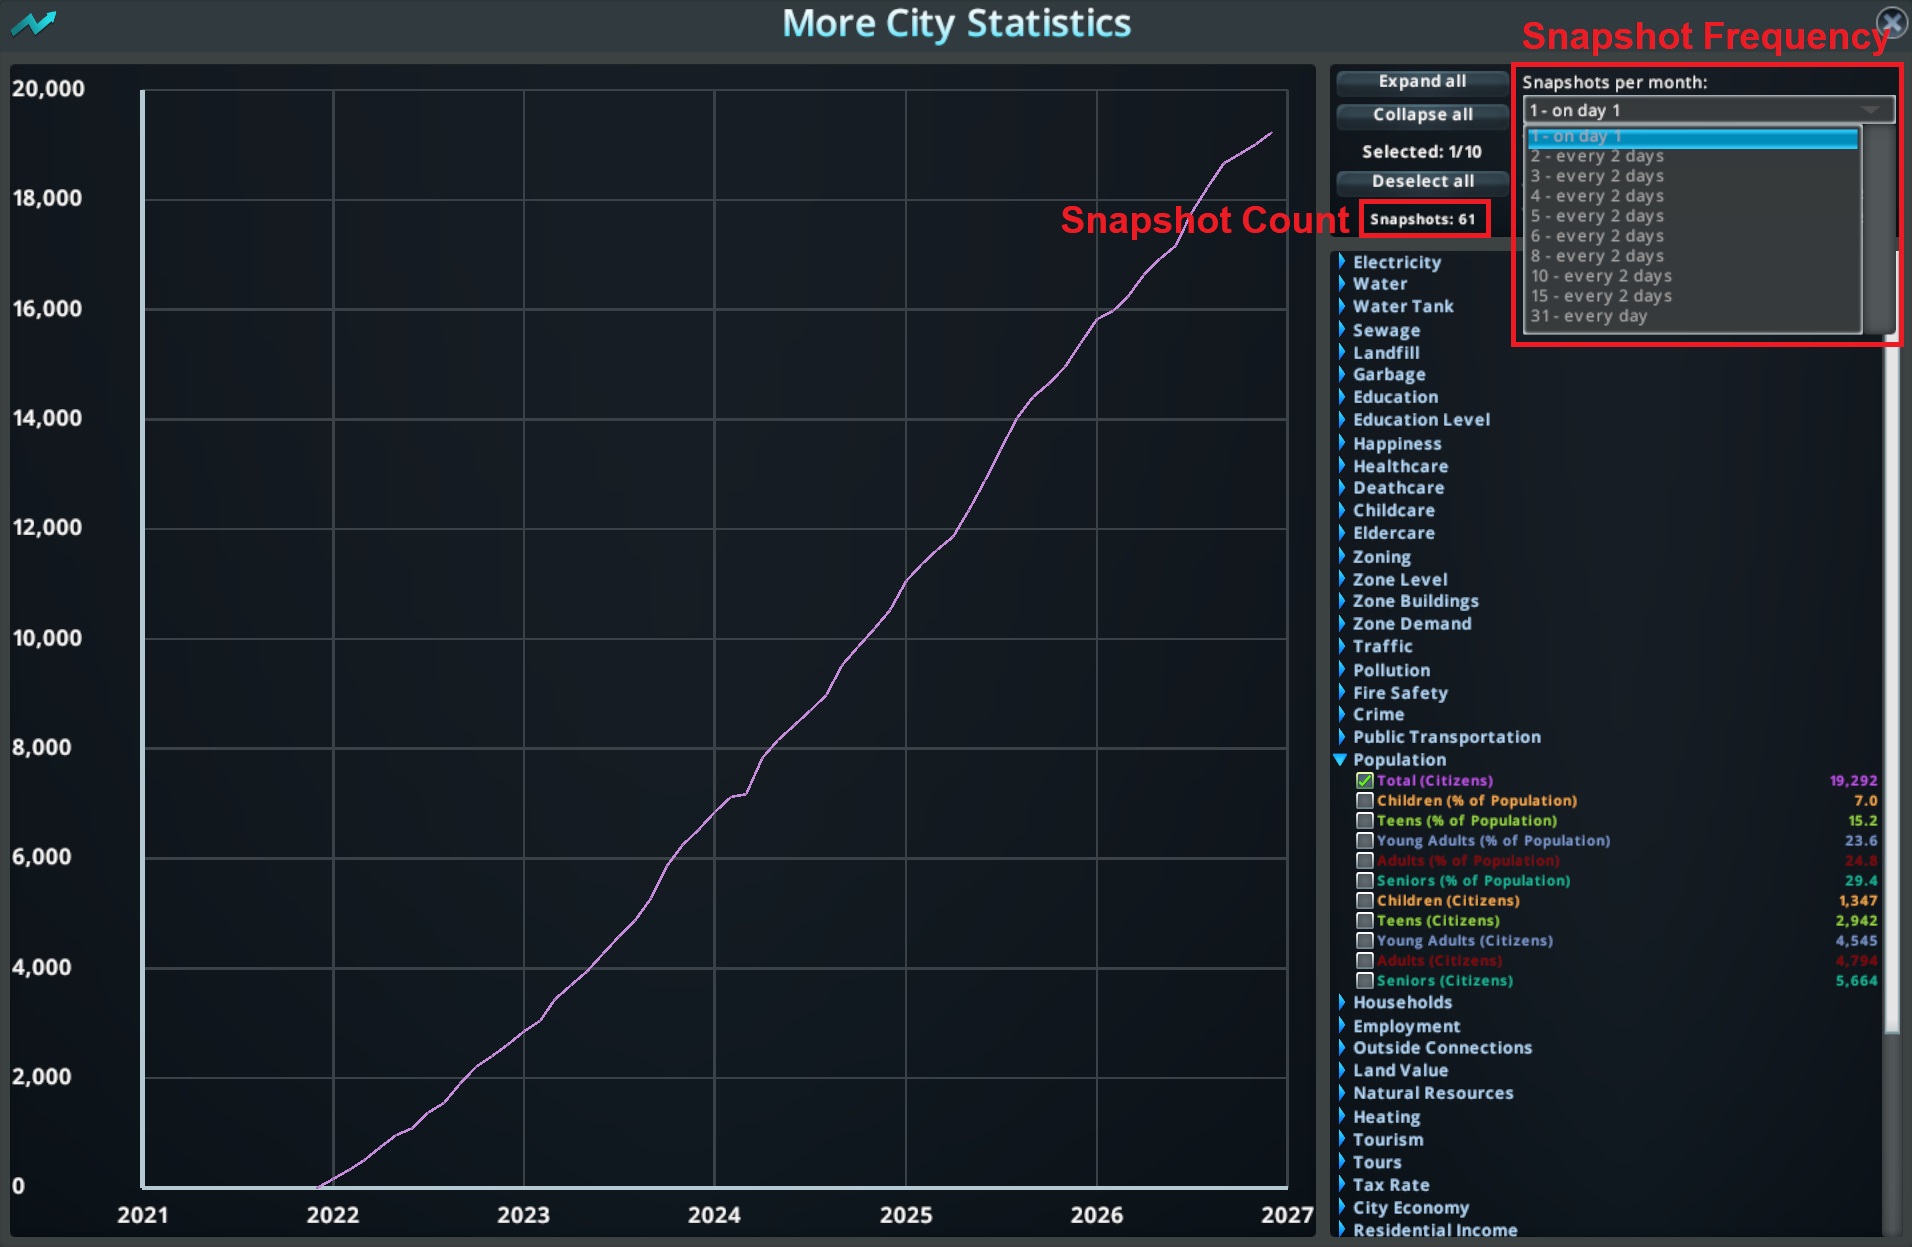 More City Statistics
Snapshot Frequency
20,000
18,000
16,000
14,000
12,000
10,000
8,000
6,000
4,000
2,000
0
2021
2022
2023
2024
2025
2026
2027
Expand all
Collapse all
Selected: 1/10
Deselect all
Snapshot Count
Snapshots: 61
Snapshots per month:
1 - on day 1
1 - on day 1
2 - every 2 days
3 - every 2 days
4 - every 2 days
5 - every 2 days
6 - every 2 days
8 - every 2 days
10 - every 2 days
15 - every 2 days
31 - every day
Electricity
Water
Water Tank
Sewage
Landfill
Garbage
Education
Education Level
Happiness
Healthcare
Deathcare
Childcare
Eldercare
Zoning
Zone Level
Zone Buildings
Zone Demand
Traffic
Pollution
Fire Safety
Crime
Public Transportation
Population
Total (Citizens) 19,292
Children (% of Population) 7.0
Teens (% of Population) 15.2
Young Adults (% of Population) 23.6
Adults (% of Population) 24.8
Seniors (% of Population) 29.4
Children (Citizens) 1,347
Teens (Citizens) 2,942
Young Adults (Citizens) 4,545
Adults (Citizens) 4,794
Seniors (Citizens) 5,664
Households
Employment
Outside Connections
Land Value
Natural Resources
Heating
Tourism
Tours
Tax Rate
City Economy
Residential Income